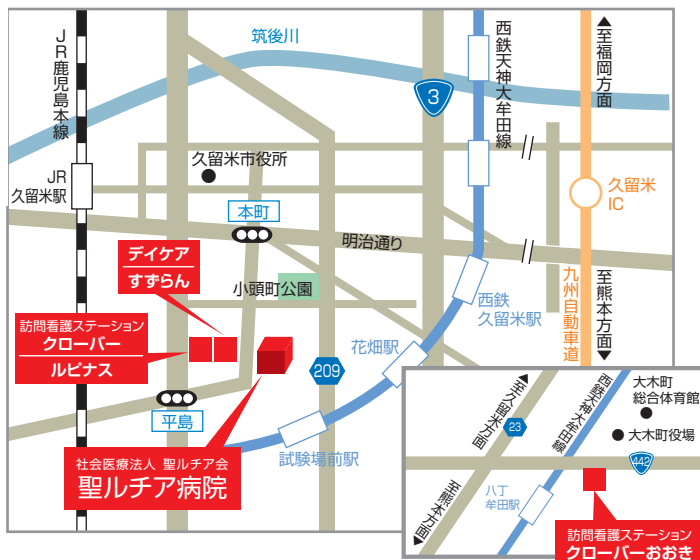 筑後川
JR鹿児島本線
3
西鉄天神大牟田線
至福岡方面
久留米市役所
JR
久留米駅
久留米
IC
本町
明治通り
デイケア
すずらん
小頭町公園
西鉄
久留米駅
九州自動車道
至熊本方面
訪問看護ステーション
クローバー
ルピナス
花畑駅
209
平島
試験場前駅
社会医療法人 聖ルチア会
聖ルチア病院
至久留米方面
23
西鉄天神大牟田線
大木町
総合体育館
大木町役場
442
八丁
牟田駅
至熊本方面
訪問看護ステーション
クローバーおおき